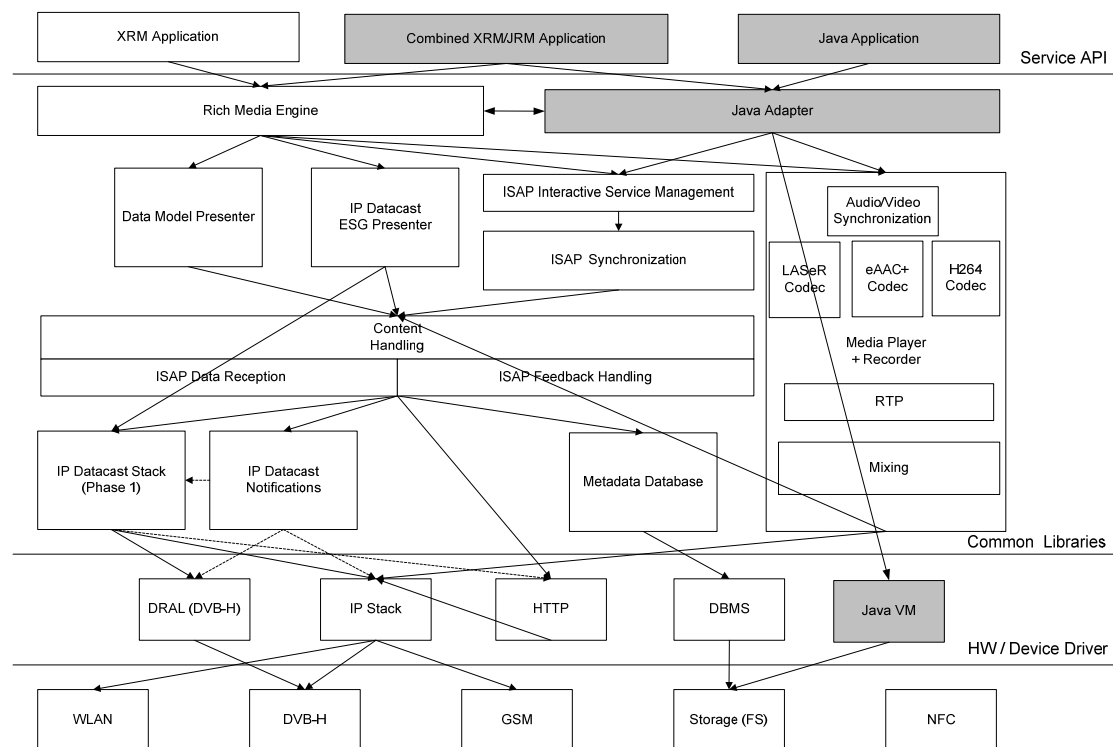 XRM Application
Combined XRM/JRM Application
Java Application
Service API
Rich Media Engine
Java Adapter
Data Model Presenter
IP Datacast
ESG Presenter
ISAP Interactive Service Management
ISAP Synchronization
Audio/Video
Synchronization
LASeR
Codec
eAAC+
Codec
H264
Codec
Media Player
+ Recorder
RTP
Mixing
Content
Handling
ISAP Data Reception
ISAP Feedback Handling
IP Datacast Stack
(Phase 1)
IP Datacast
Notifications
Metadata Database
Common Libraries
DRAL (DVB-H)
IP Stack
HTTP
DBMS
Java VM
HW / Device Driver
WLAN
DVB-H
GSM
Storage (FS)
NFC